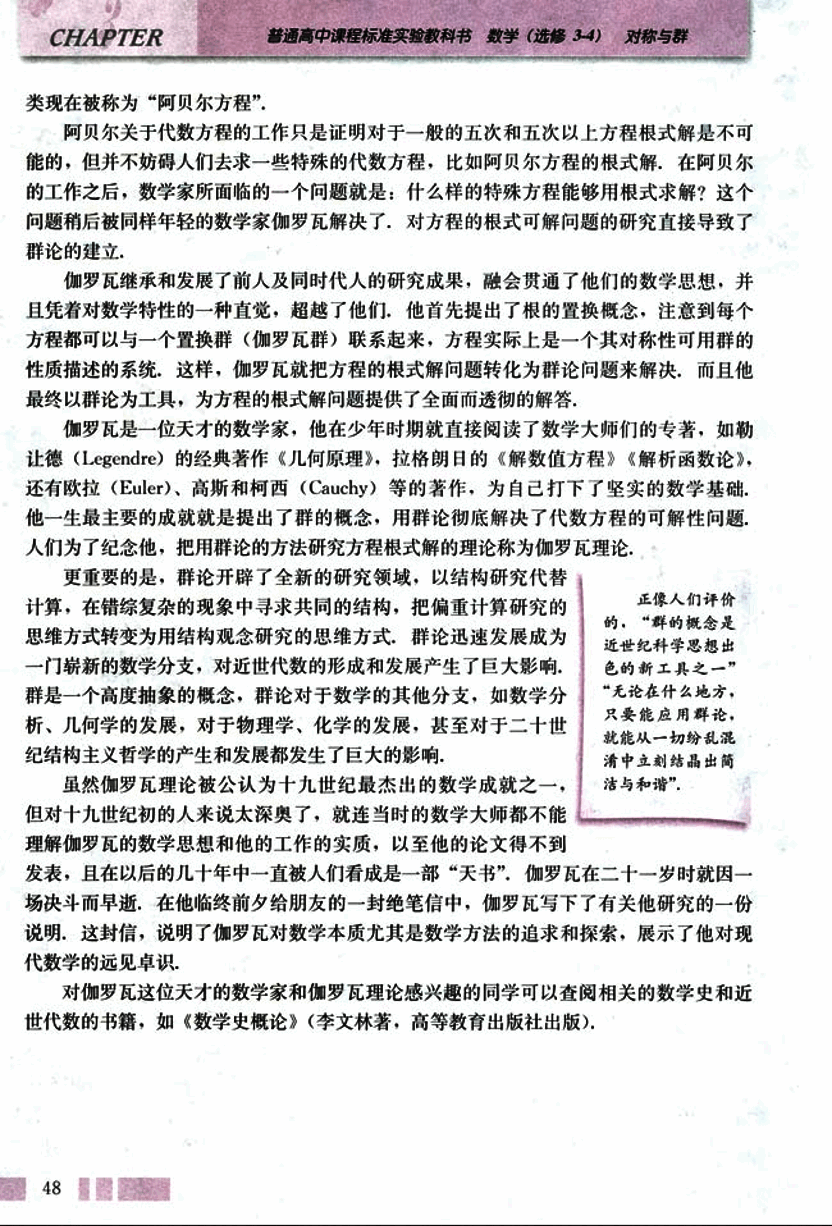 CHAPTER
普通高中课程标准实验教科书 数学（选修 3-4） 对称与群
类现在被称为“阿贝尔方程”.
阿贝尔关于代数方程的工作只是证明对于一般的五次和五次以上方程根式解是不可
能的，但并不妨碍人们去求一些特殊的代数方程，比如阿贝尔方程的根式解. 在阿贝尔
的工作之后，数学家所面临的一个问题就是：什么样的特殊方程能够用根式求解？这个
问题稍后被同样年轻的数学家伽罗瓦解决了. 对方程的根式可解问题的研究直接导致了
群论的建立.
伽罗瓦继承和发展了前人及同时代人的研究成果，融会贯通了他们的数学思想，并
且凭着对数学特性的一种直觉，超越了他们. 他首先提出了根的置换概念，注意到每个
方程都可以与一个置换群（伽罗瓦群）联系起来，方程实际上是一个其对称性可用群的
性质描述的系统. 这样，伽罗瓦就把方程的根式解问题转化为群论问题来解决. 而且他
最终以群论为工具，为方程的根式解问题提供了全面而透彻的解答.
伽罗瓦是一位天才的数学家，他在少年时期就直接阅读了数学大师们的专著，如勒
让德（Legendre）的经典著作《几何原理》，拉格朗日的《解数值方程》《解析函数论》，
还有欧拉（Euler）、高斯和柯西（Cauchy）等的著作，为自己打下了坚实的数学基础.
他一生最主要的成就就是提出了群的概念，用群论彻底解决了代数方程的可解性问题.
人们为了纪念他，把用群论的方法研究方程根式解的理论称为伽罗瓦理论.
更重要的是，群论开辟了全新的研究领域，以结构研究代替
计算，在错综复杂的现象中寻求共同的结构，把偏重计算研究的
思维方式转变为用结构观念研究的思维方式. 群论迅速发展成为
一门崭新的数学分支，对近世代数的形成和发展产生了巨大影响.
群是一个高度抽象的概念，群论对于数学的其他分支，如数学分
析、几何学的发展，对于物理学、化学的发展，甚至对于二十世
纪结构主义哲学的产生和发展都发生了巨大的影响.
正像人们评价
的，“群的概念是
近世纪科学思想出
色的新工具之一”
“无论在什么地方，
只要能应用群论，
就能从一切纷乱混
淆中立刻结晶出简
洁与和谐”.
虽然伽罗瓦理论被公认为十九世纪最杰出的数学成就之一，
但对十九世纪初的人来说太深奥了，就连当时的数学大师都不能
理解伽罗瓦的数学思想和他的工作的实质，以至他的论文得不到
发表，且在以后的几十年中一直被人们看成是一部“天书”. 伽罗瓦在二十一岁时就因一
场决斗而早逝. 在他临终前夕给朋友的一封绝笔信中，伽罗瓦写下了有关他研究的一份
说明. 这封信，说明了伽罗瓦对数学本质尤其是数学方法的追求和探索，展示了他对现
代数学的远见卓识.
对伽罗瓦这位天才的数学家和伽罗瓦理论感兴趣的同学可以查阅相关的数学史和近
世代数的书籍，如《数学史概论》（李文林著，高等教育出版社出版）.
48